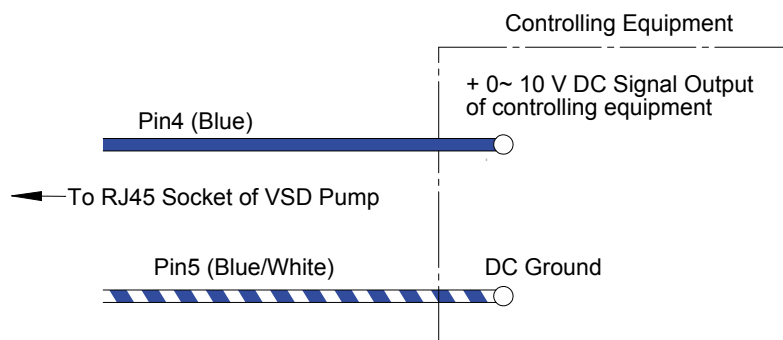 Controlling Equipment
+ 0~ 10 V DC Signal Output
of controlling equipment
Pin4 (Blue)
To RJ45 Socket of VSD Pump
Pin5 (Blue/White)
DC Ground